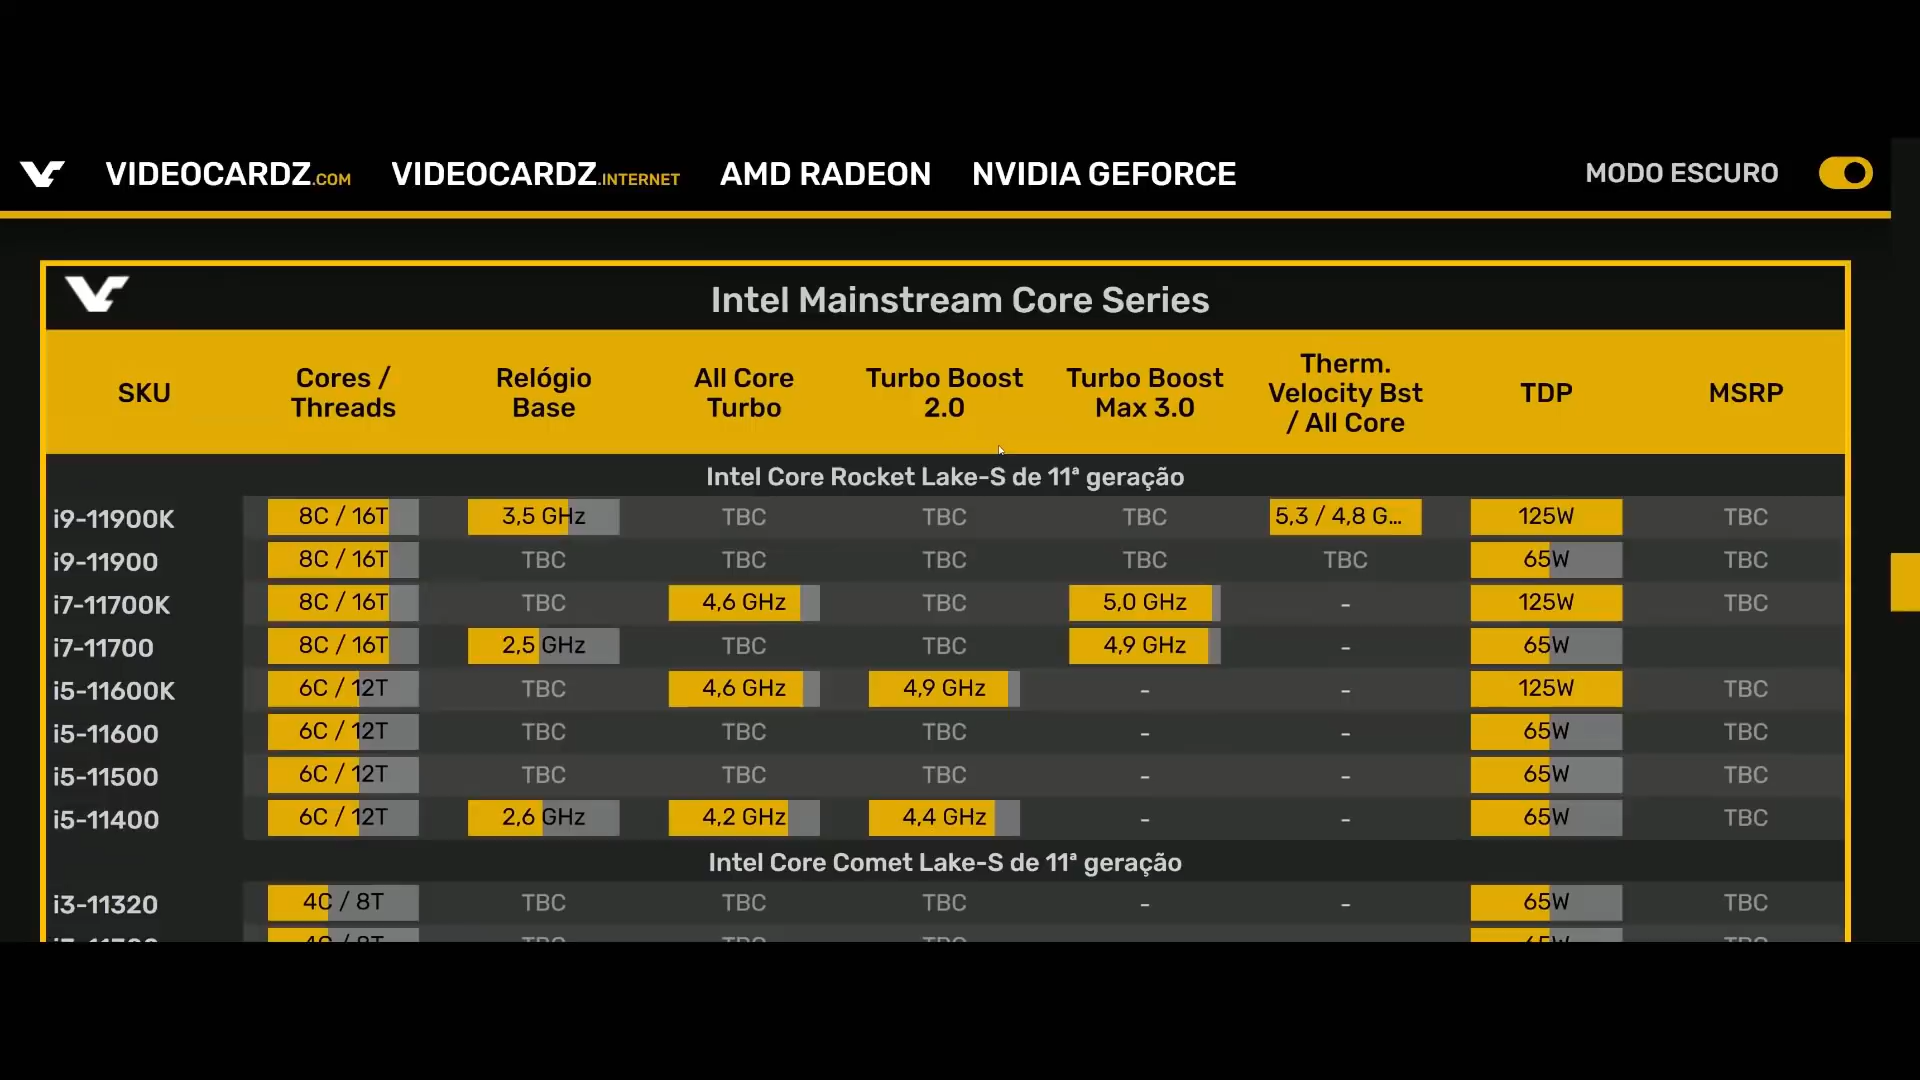 VIDEOCARDZ.COM VIDEOCARDZ.INTERNET AMD RADEON NVIDIA GEFORCE MODO ESCURO
Intel Mainstream Core Series
SKU Cores / Threads Relógio Base All Core Turbo Turbo Boost 2.0 Turbo Boost Max 3.0 Therm. Velocity Bst / All Core TDP MSRP
Intel Core Rocket Lake-S de 11ª geração
i9-11900K 8C / 16T 3,5 GHz TBC TBC TBC 5,3 / 4,8 G... 125W TBC
i9-11900 8C / 16T TBC TBC TBC TBC TBC 65W TBC
i7-11700K 8C / 16T TBC 4,6 GHz TBC 5,0 GHz - 125W TBC
i7-11700 8C / 16T 2,5 GHz TBC TBC 4,9 GHz - 65W
i5-11600K 6C / 12T TBC 4,6 GHz 4,9 GHz - - 125W TBC
i5-11600 6C / 12T TBC TBC TBC - - 65W TBC
i5-11500 6C / 12T TBC TBC TBC - - 65W TBC
i5-11400 6C / 12T 2,6 GHz 4,2 GHz 4,4 GHz - - 65W TBC
Intel Core Comet Lake-S de 11ª geração
i3-11320 4C / 8T TBC TBC TBC - - 65W TBC